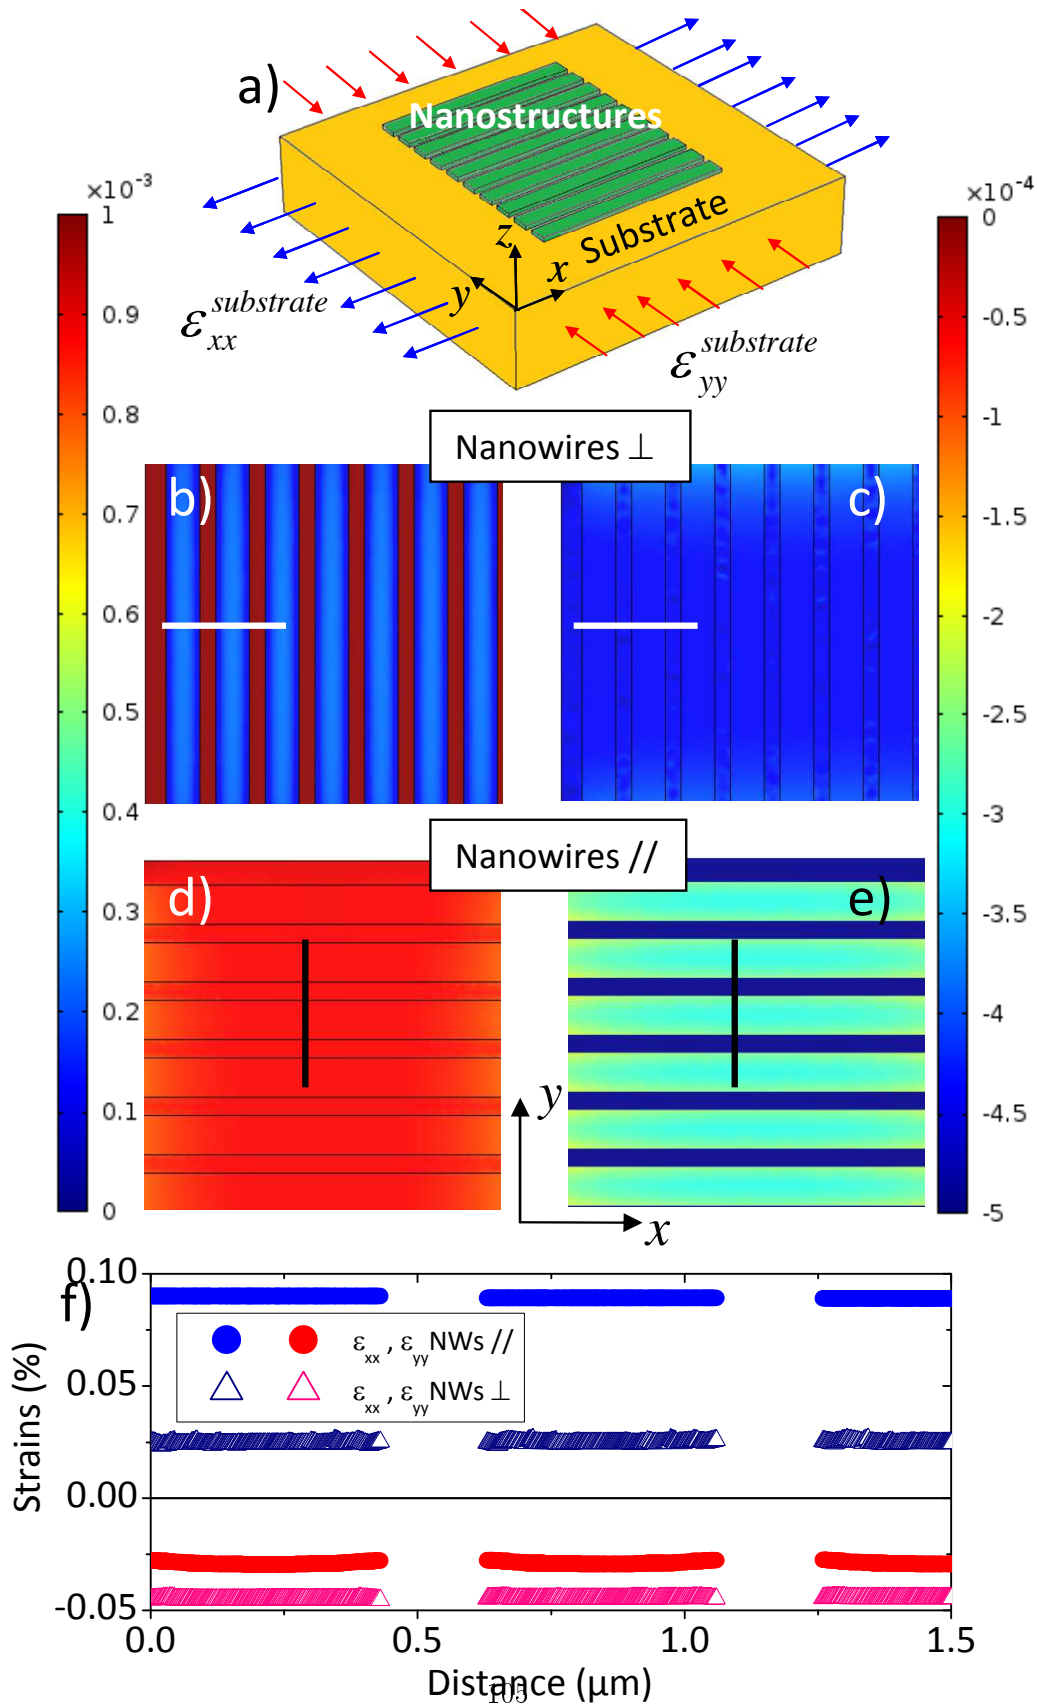 a)
Nanostructures
Substrate
z
x
y
ε_xx^substrate
ε_yy^substrate
×10⁻³
1
0.9
0.8
0.7
0.6
0.5
0.4
0.3
0.2
0.1
0
×10⁻⁴
0
-0.5
-1
-1.5
-2
-2.5
-3
-3.5
-4
-4.5
-5
Nanowires ⊥
b)
c)
Nanowires //
d)
e)
y
x
f)
0.10
0.05
0.00
-0.05
Strains (%)
ε_xx, ε_yy NWs //
ε_xx, ε_yy NWs ⊥
0.0
0.5
1.0
1.5
Distance (μm)
105